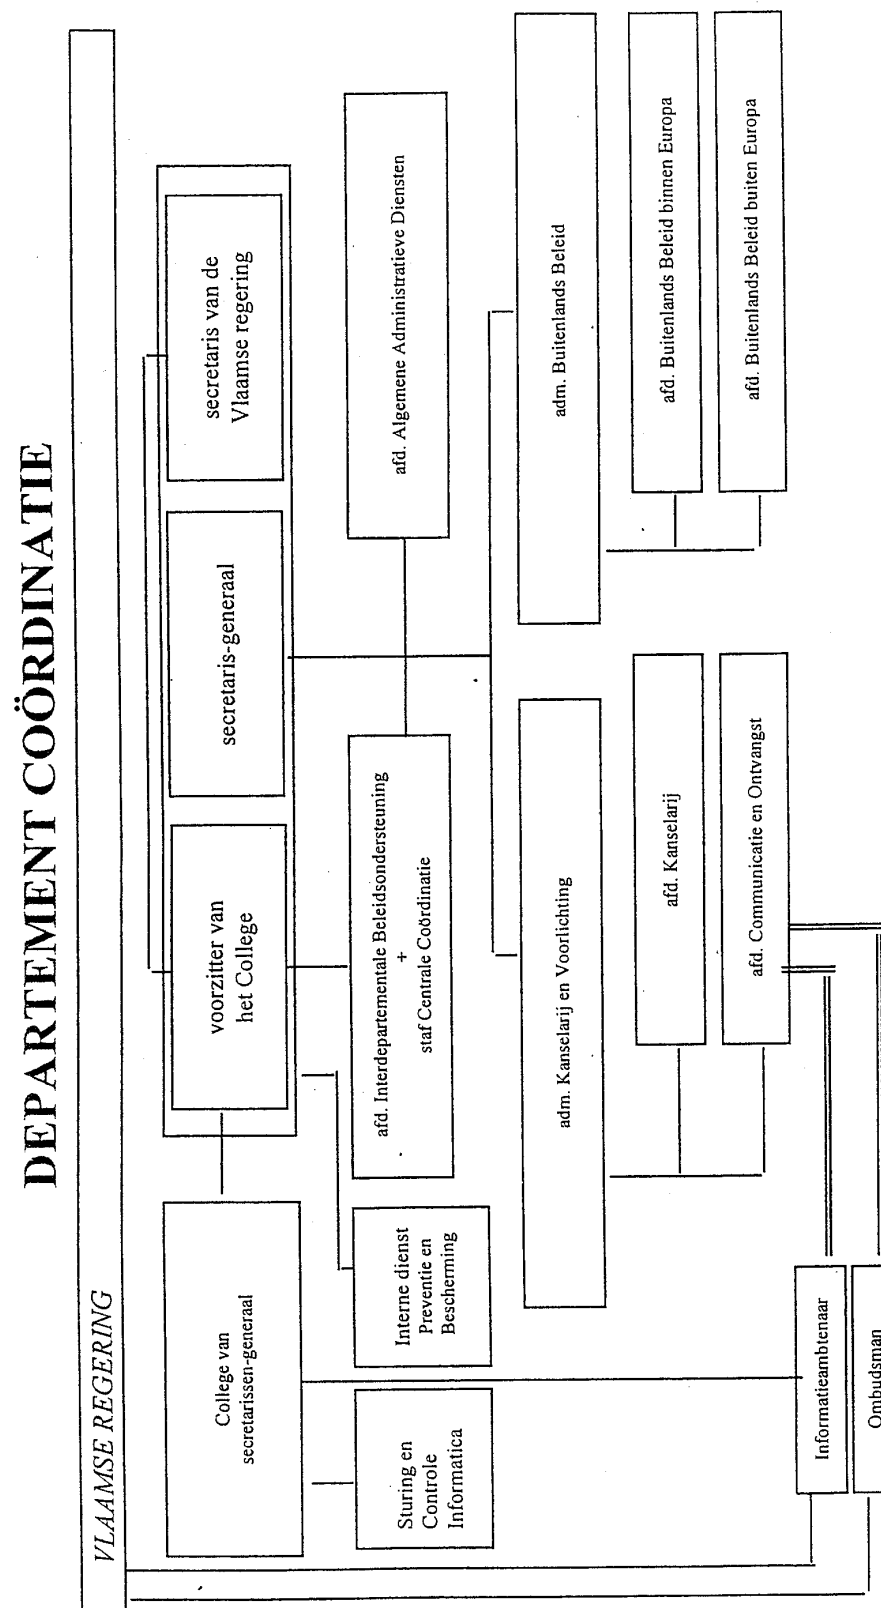 DEPARTEMENT COÖRDINATIE
VLAAMSE REGERING
College van
secretarissen-generaal
voorzitter van
het College
secretaris-generaal
secretaris van de
Vlaamse regering
Sturing en
Controle
Informatica
Interne dienst
Preventie en
Bescherming
afd. Interdepartementale Beleidsondersteuning
+
staf Centrale Coördinatie
afd. Algemene Administratieve Diensten
adm. Kanselarij en Voorlichting
adm. Buitenlands Beleid
afd. Kanselarij
afd. Communicatie en Ontvangst
afd. Buitenlands Beleid binnen Europa
afd. Buitenlands Beleid buiten Europa
Informatieambtenaar
Ombudsman